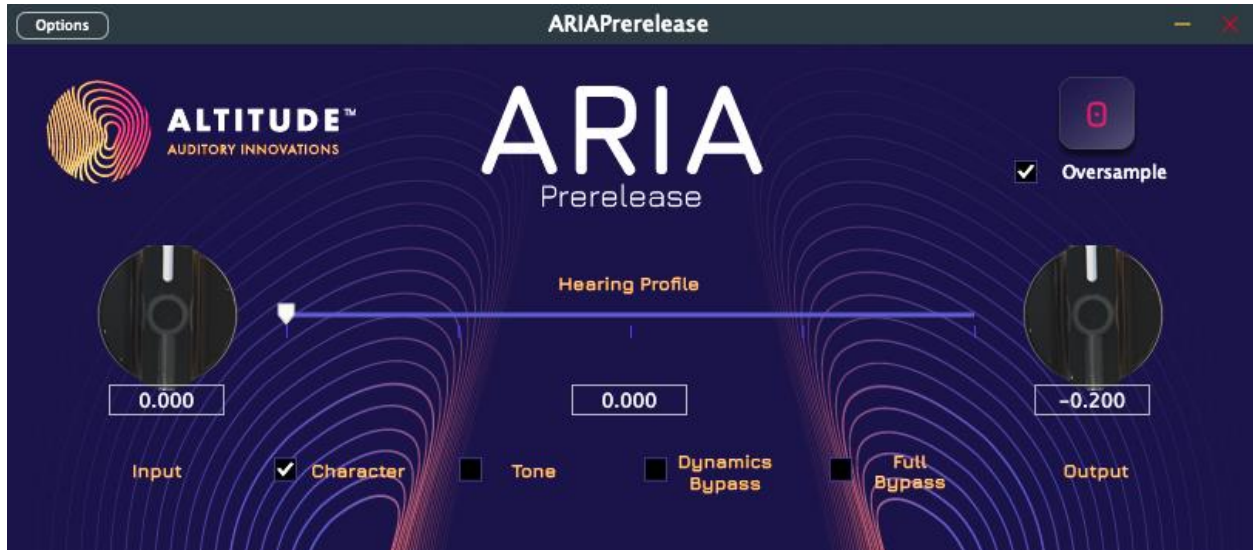 Options
ARIAPrerelease
ALTITUDE™
AUDITORY INNOVATIONS
ARIA
Prerelease
0
Oversample
Hearing Profile
0.000
0.000
-0.200
Input
Character
Tone
Dynamics
Bypass
Full
Bypass
Output